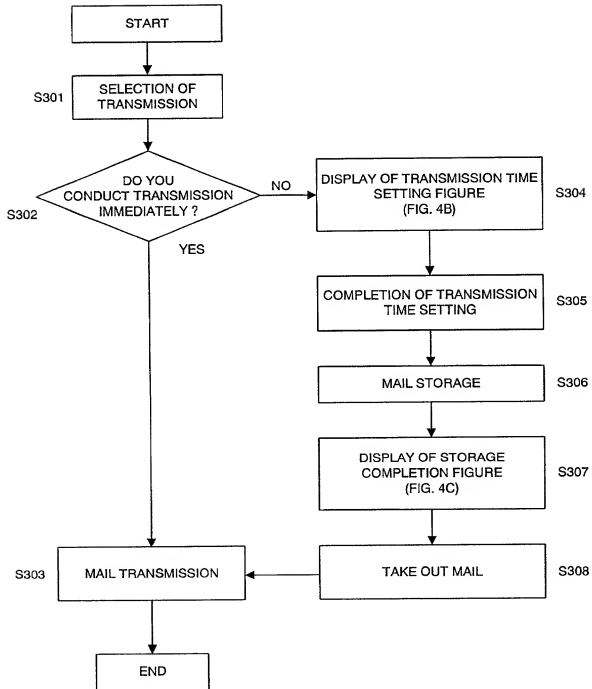 START
S301
SELECTION OF
TRANSMISSION
S302
DO YOU
CONDUCT TRANSMISSION
IMMEDIATELY ?
NO
YES
DISPLAY OF TRANSMISSION TIME
SETTING FIGURE
(FIG. 4B)
S304
COMPLETION OF TRANSMISSION
TIME SETTING
S305
MAIL STORAGE
S306
DISPLAY OF STORAGE
COMPLETION FIGURE
(FIG. 4C)
S307
S303
MAIL TRANSMISSION
TAKE OUT MAIL
S308
END